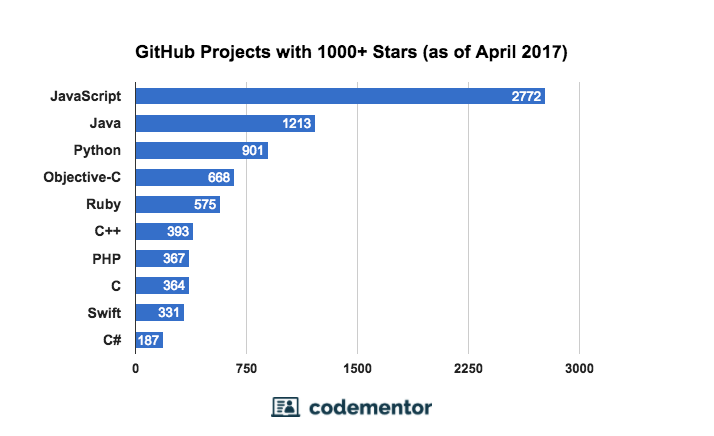 GitHub Projects with 1000+ Stars (as of April 2017)
JavaScript 2772
Java 1213
Python 901
Objective-C 668
Ruby 575
C++ 393
PHP 367
C 364
Swift 331
C# 187
0 750 1500 2250 3000
codementor